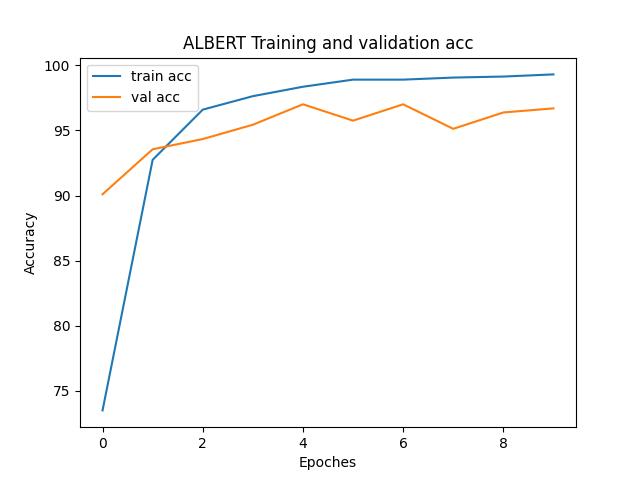 ALBERT Training and validation acc
train acc
val acc
100
95
90
85
80
75
Accuracy
0 2 4 6 8
Epoches